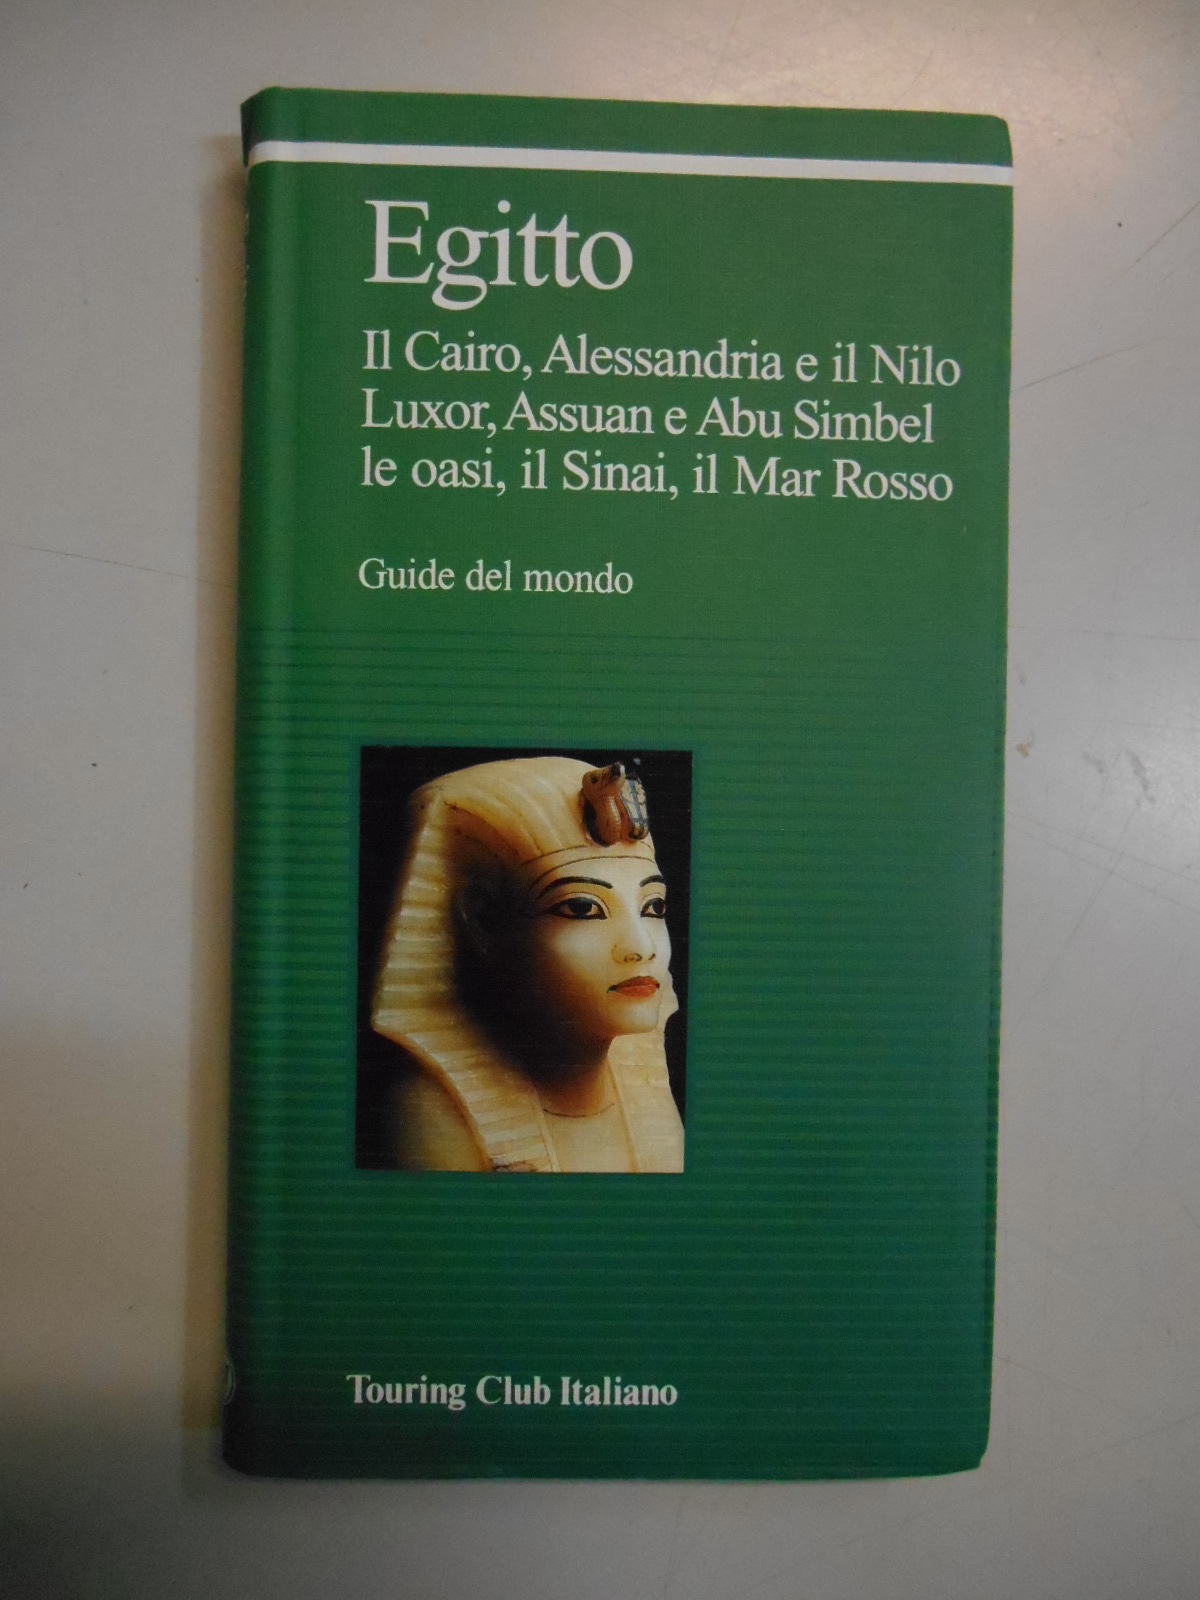 Egitto
Il Cairo, Alessandria e il Nilo
Luxor, Assuan e Abu Simbel
le oasi, il Sinai, il Mar Rosso
Guide del mondo
Touring Club Italiano